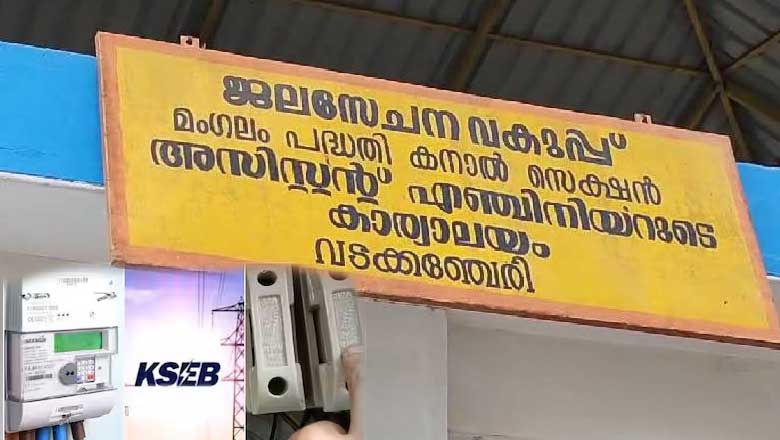 ജലസേചന വകുപ്പ്
മംഗലം പദ്ധതി കനാൽ സെക്ഷൻ
അസിസ്റ്റന്റ് എഞ്ചിനിയറുടെ
കാര്യാലയം
വടക്കഞ്ചേരി
KSEB